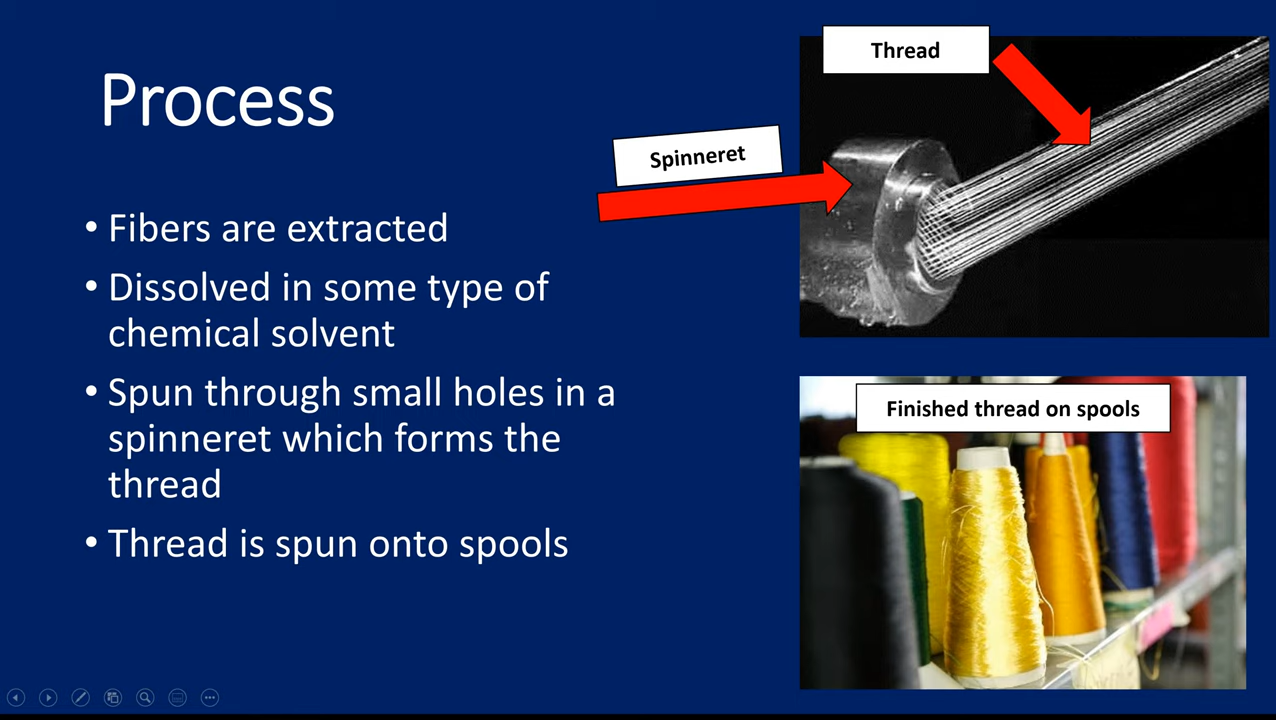 Process
• Fibers are extracted
• Dissolved in some type of
chemical solvent
• Spun through small holes in a
spinneret which forms the
thread
• Thread is spun onto spools
Thread
Spinneret
Finished thread on spools